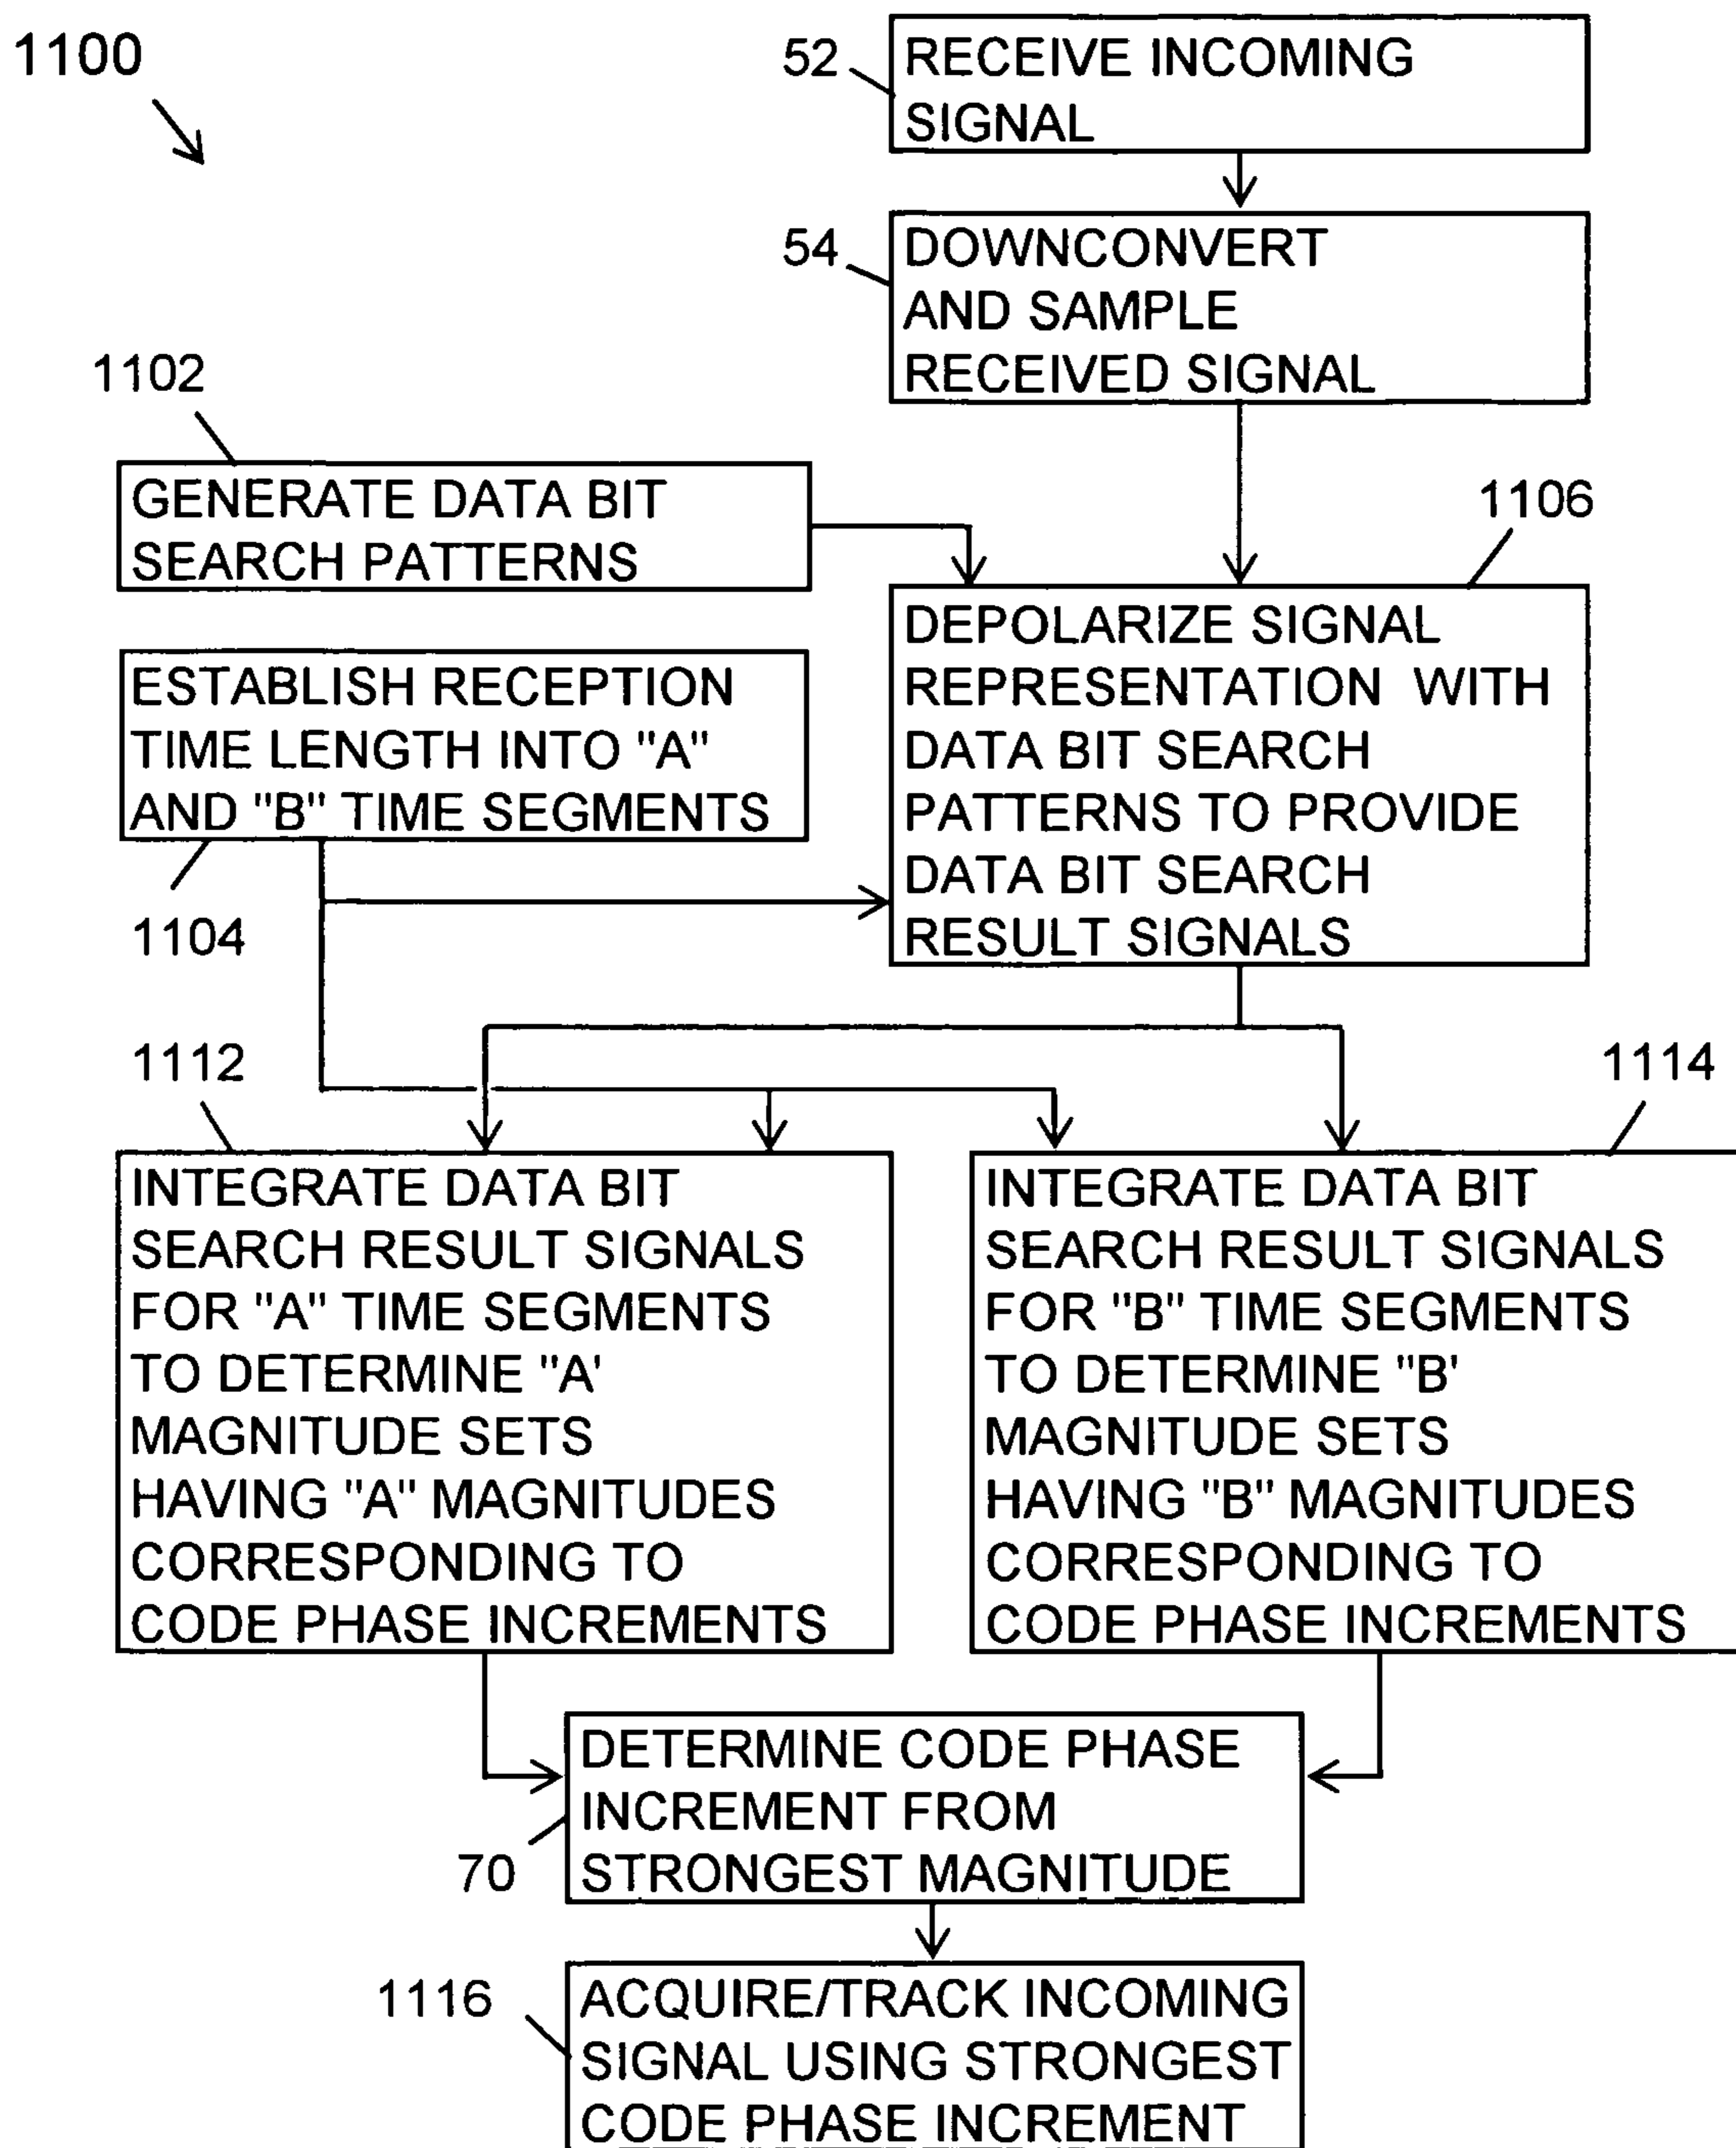 1100
52
RECEIVE INCOMING
SIGNAL
54
DOWNCONVERT
AND SAMPLE
RECEIVED SIGNAL
1102
GENERATE DATA BIT
SEARCH PATTERNS
1106
DEPOLARIZE SIGNAL
REPRESENTATION WITH
DATA BIT SEARCH
PATTERNS TO PROVIDE
DATA BIT SEARCH
RESULT SIGNALS
ESTABLISH RECEPTION
TIME LENGTH INTO "A"
AND "B" TIME SEGMENTS
1104
1112
INTEGRATE DATA BIT
SEARCH RESULT SIGNALS
FOR "A" TIME SEGMENTS
TO DETERMINE "A'
MAGNITUDE SETS
HAVING "A" MAGNITUDES
CORRESPONDING TO
CODE PHASE INCREMENTS
1114
INTEGRATE DATA BIT
SEARCH RESULT SIGNALS
FOR "B" TIME SEGMENTS
TO DETERMINE "B'
MAGNITUDE SETS
HAVING "B" MAGNITUDES
CORRESPONDING TO
CODE PHASE INCREMENTS
DETERMINE CODE PHASE
INCREMENT FROM
STRONGEST MAGNITUDE
70
1116
ACQUIRE/TRACK INCOMING
SIGNAL USING STRONGEST
CODE PHASE INCREMENT